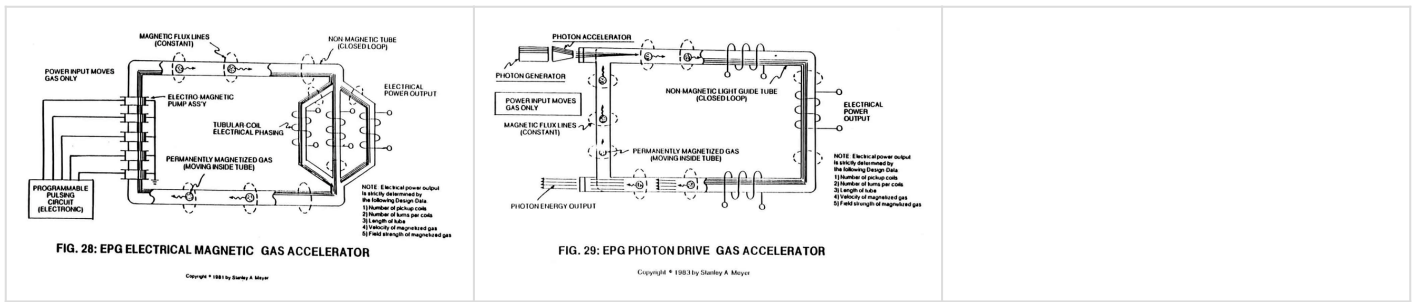 MAGNETIC FLUX LINES
(CONSTANT)
NON MAGNETIC TUBE
(CLOSED LOOP)
POWER INPUT MOVES
GAS ONLY
ELECTRO-MAGNETIC
PUMP ASS'Y
ELECTRICAL
POWER OUTPUT
TUBULAR-COIL
ELECTRICAL PHASING
PERMANENTLY MAGNETIZED GAS
(MOVING INSIDE TUBE)
PROGRAMMABLE
PULSING
CIRCUIT
(ELECTRONIC)
NOTE: Electrical power output
is strictly determined by
the following Design Data
1) Number of pickup coils
2) Number of turns per coils
3) Length of tube
4) Velocity of magnetized gas
5) Field strength of magnetized gas
FIG. 28: EPG ELECTRICAL MAGNETIC GAS ACCELERATOR
Copyright © 1981 by Stanley A. Meyer
PHOTON ACCELERATOR
PHOTON GENERATOR
NON-MAGNETIC LIGHT GUIDE TUBE
(CLOSED LOOP)
POWER INPUT MOVES
GAS ONLY
MAGNETIC FLUX LINES
(CONSTANT)
ELECTRICAL
POWER
OUTPUT
PERMANENTLY MAGNETIZED GAS
(MOVING INSIDE TUBE)
NOTE: Electrical power output
is strictly determined by
the following Design Data
1) Number of pickup coils
2) Number of turns per coils
3) Length of tube
4) Velocity of magnetized gas
5) Field strength of magnetized gas
PHOTON ENERGY OUTPUT
FIG. 29: EPG PHOTON DRIVE GAS ACCELERATOR
Copyright © 1983 by Stanley A. Meyer